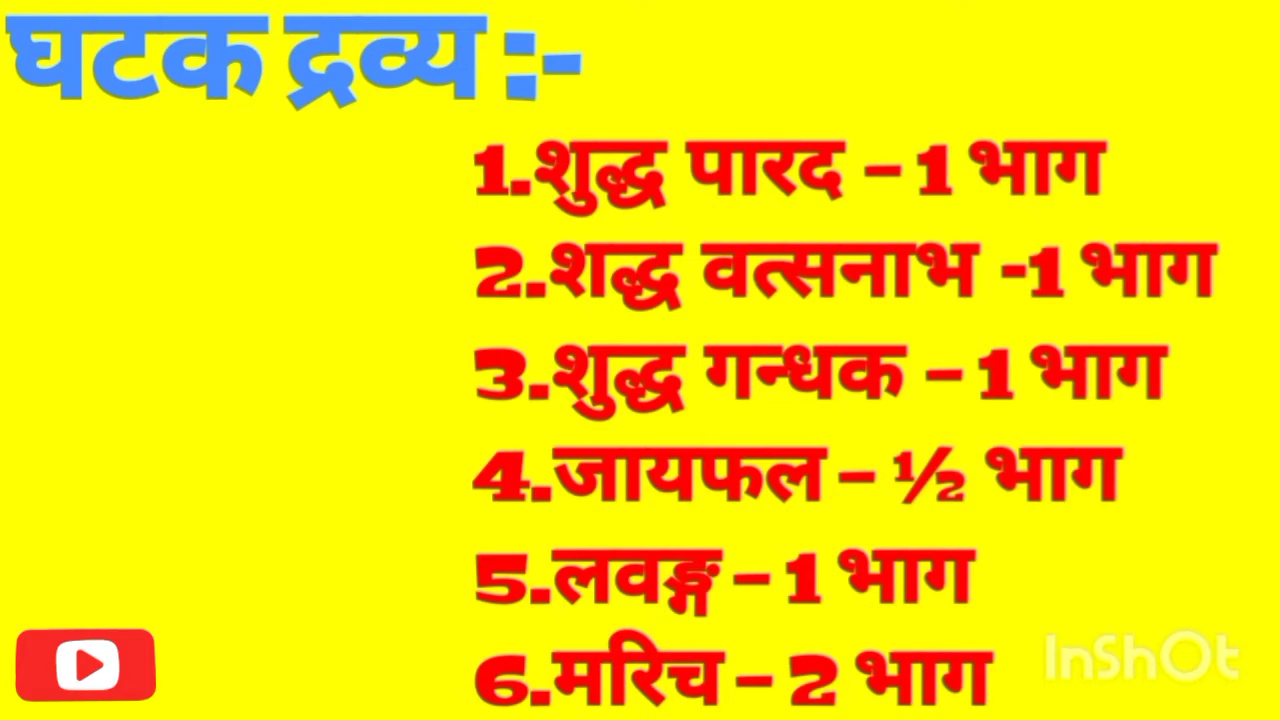 घटक द्रव्य :-
1.शुद्ध पारद – 1 भाग
2.शद्ध वत्सनाभ -1 भाग
3.शुद्ध गन्धक – 1 भाग
4.जायफल – ½ भाग
5.लवङ्ग – 1 भाग
6.मरिच – 2 भाग
InShOt